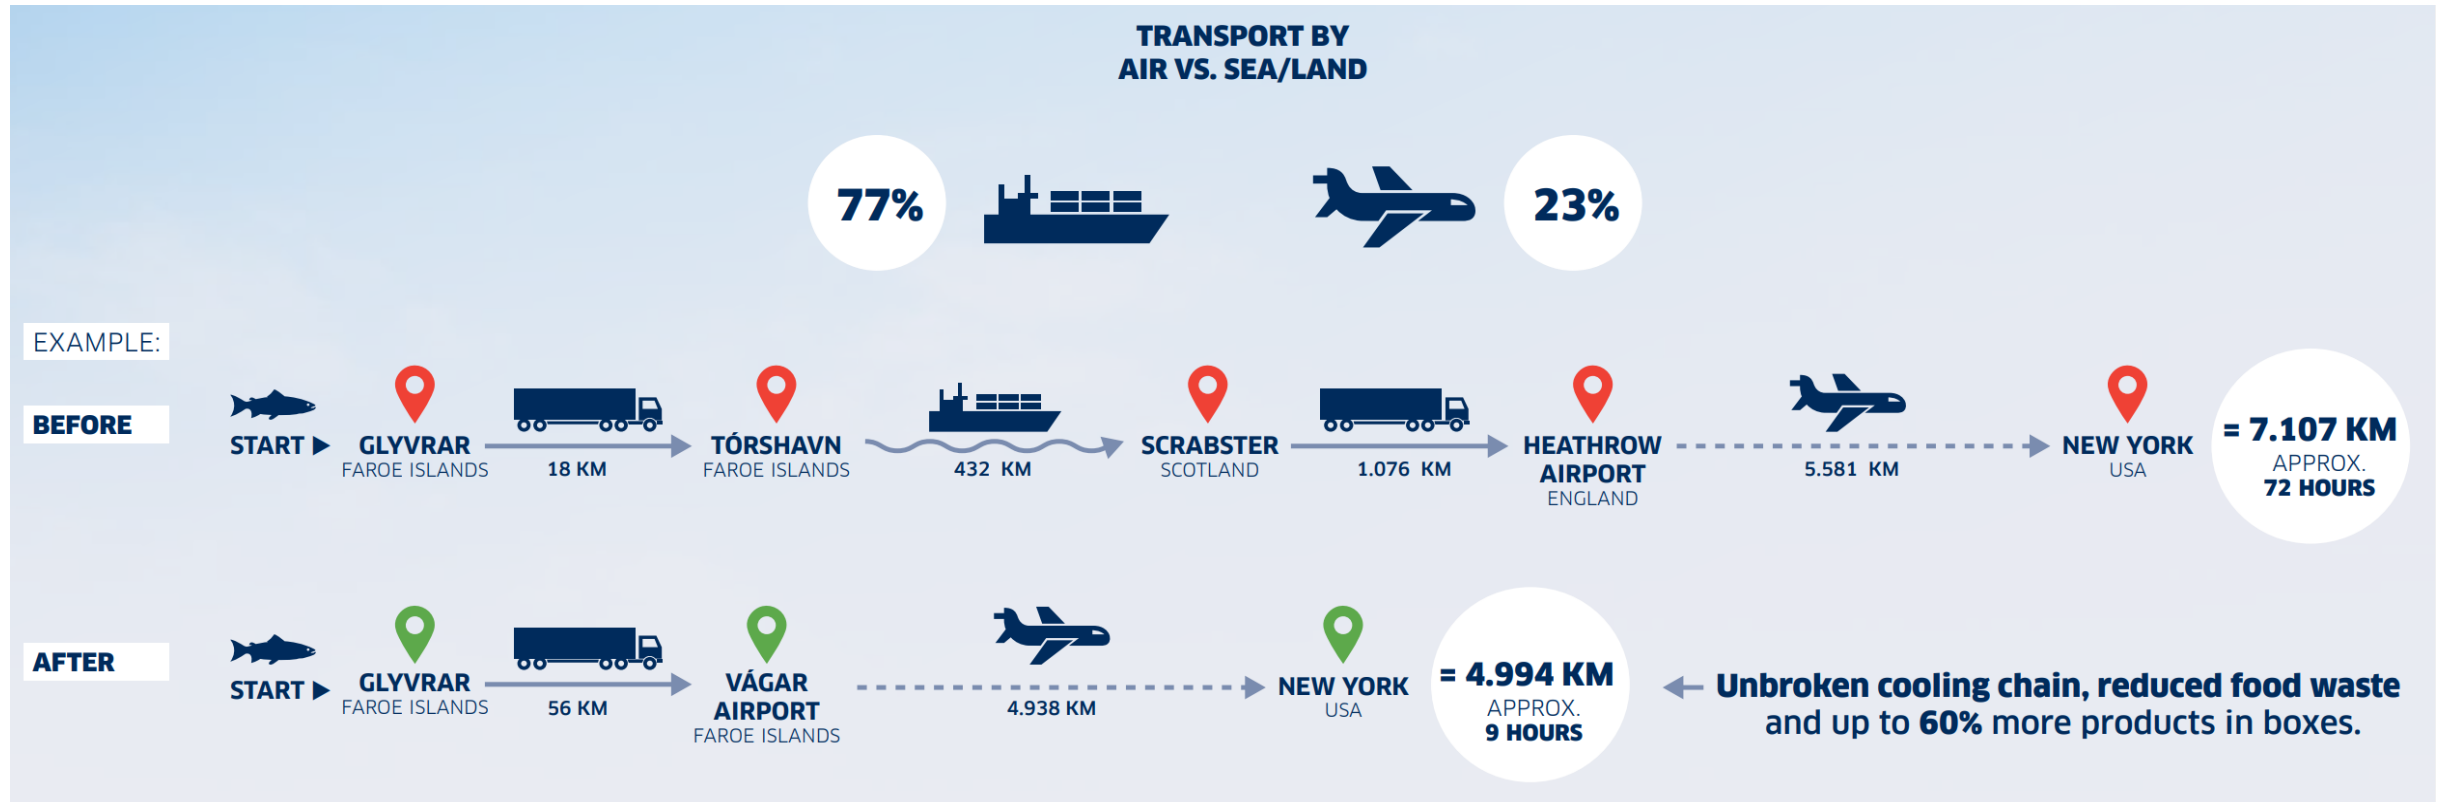 TRANSPORT BY
AIR VS. SEA/LAND
77%
23%
EXAMPLE:
BEFORE
START
GLYVRAR
FAROE ISLANDS
18 KM
TÓRSHAVN
FAROE ISLANDS
432 KM
SCRABSTER
SCOTLAND
1.076 KM
HEATHROW
AIRPORT
ENGLAND
5.581 KM
NEW YORK
USA
= 7.107 KM
APPROX.
72 HOURS
AFTER
START
GLYVRAR
FAROE ISLANDS
56 KM
VÁGAR
AIRPORT
FAROE ISLANDS
4.938 KM
NEW YORK
USA
= 4.994 KM
APPROX.
9 HOURS
Unbroken cooling chain, reduced food waste
and up to 60% more products in boxes.